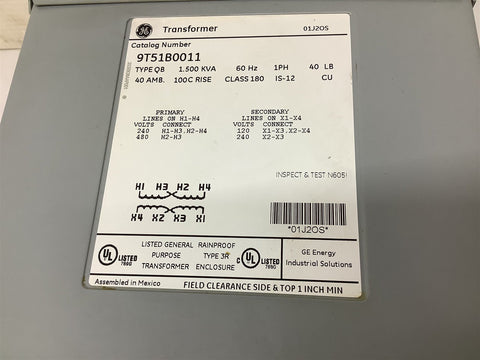 GE Transformer 01J2OS
Catalog Number
9T51B0011
TYPE QB 1.500 KVA 60 Hz 1PH 40 LB
40 AMB. 100C RISE CLASS 180 IS-12 CU
PRIMARY SECONDARY
LINES ON H1-H4 LINES ON X1-X4
VOLTS CONNECT VOLTS CONNECT
240 H1-H3,H2-H4 120 X1-X3,X2-X4
480 H2-H3 240 X2-X3
INSPECT & TEST N605
H1 H3 H2 H4
X4 X2 X3 X1
*01J2OS*
UL LISTED LISTED GENERAL PURPOSE TRANSFORMER
RAINPROOF TYPE 3R ENCLOSURE
C UL LISTED
GE Energy
Industrial Solutions
Assembled in Mexico FIELD CLEARANCE SIDE & TOP 1 INCH MIN